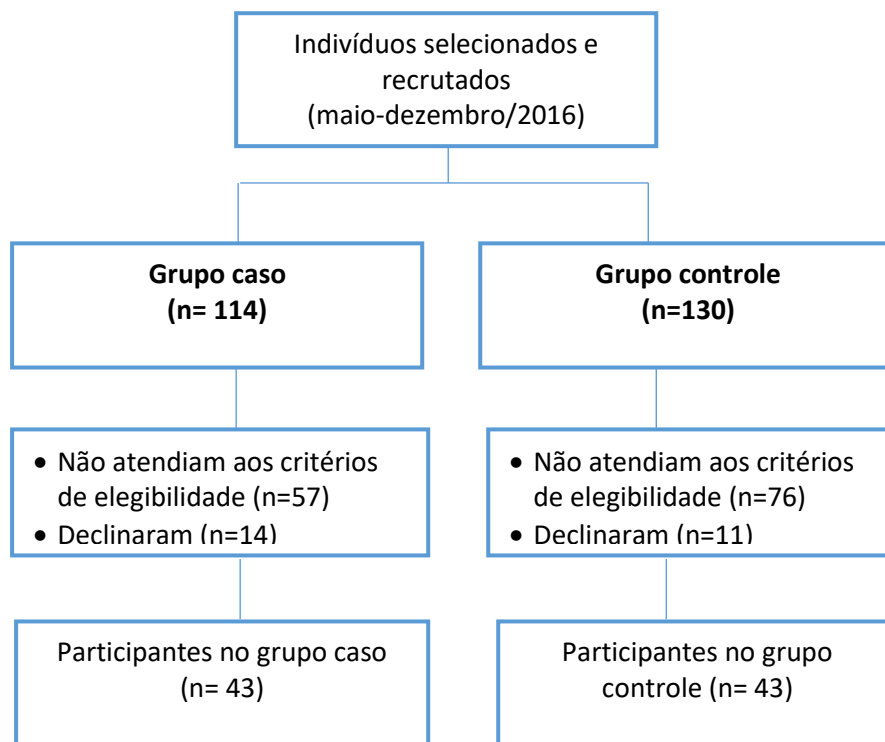 Indivíduos selecionados e
recrutados
(maio-dezembro/2016)
Grupo caso
(n= 114)
Grupo controle
(n=130)
• Não atendiam aos critérios
de elegibilidade (n=57)
• Declinaram (n=14)
• Não atendiam aos critérios
de elegibilidade (n=76)
• Declinaram (n=11)
Participantes no grupo caso
(n= 43)
Participantes no grupo
controle (n= 43)